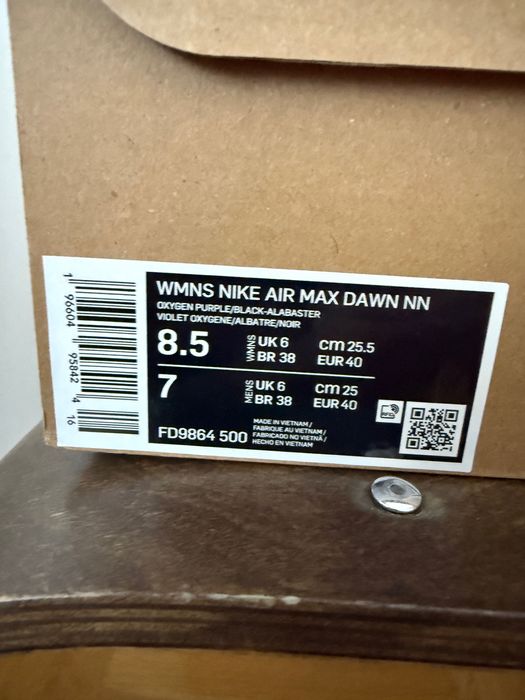 WMNS NIKE AIR MAX DAWN NN
OXYGEN PURPLE/BLACK-ALABASTER
VIOLET OXYGENE/ALBATRE/NOIR
8.5 WMNS UK 6 cm 25.5
BR 38 EUR 40
7 MENS UK 6 cm 25
BR 38 EUR 40
FD9864 500
MADE IN VIETNAM/
FABRIQUE AU VIETNAM/
FABRICADO NO VIETNÃ/
HECHO EN VIETNAM
RFID
1 96604 95842 4 16